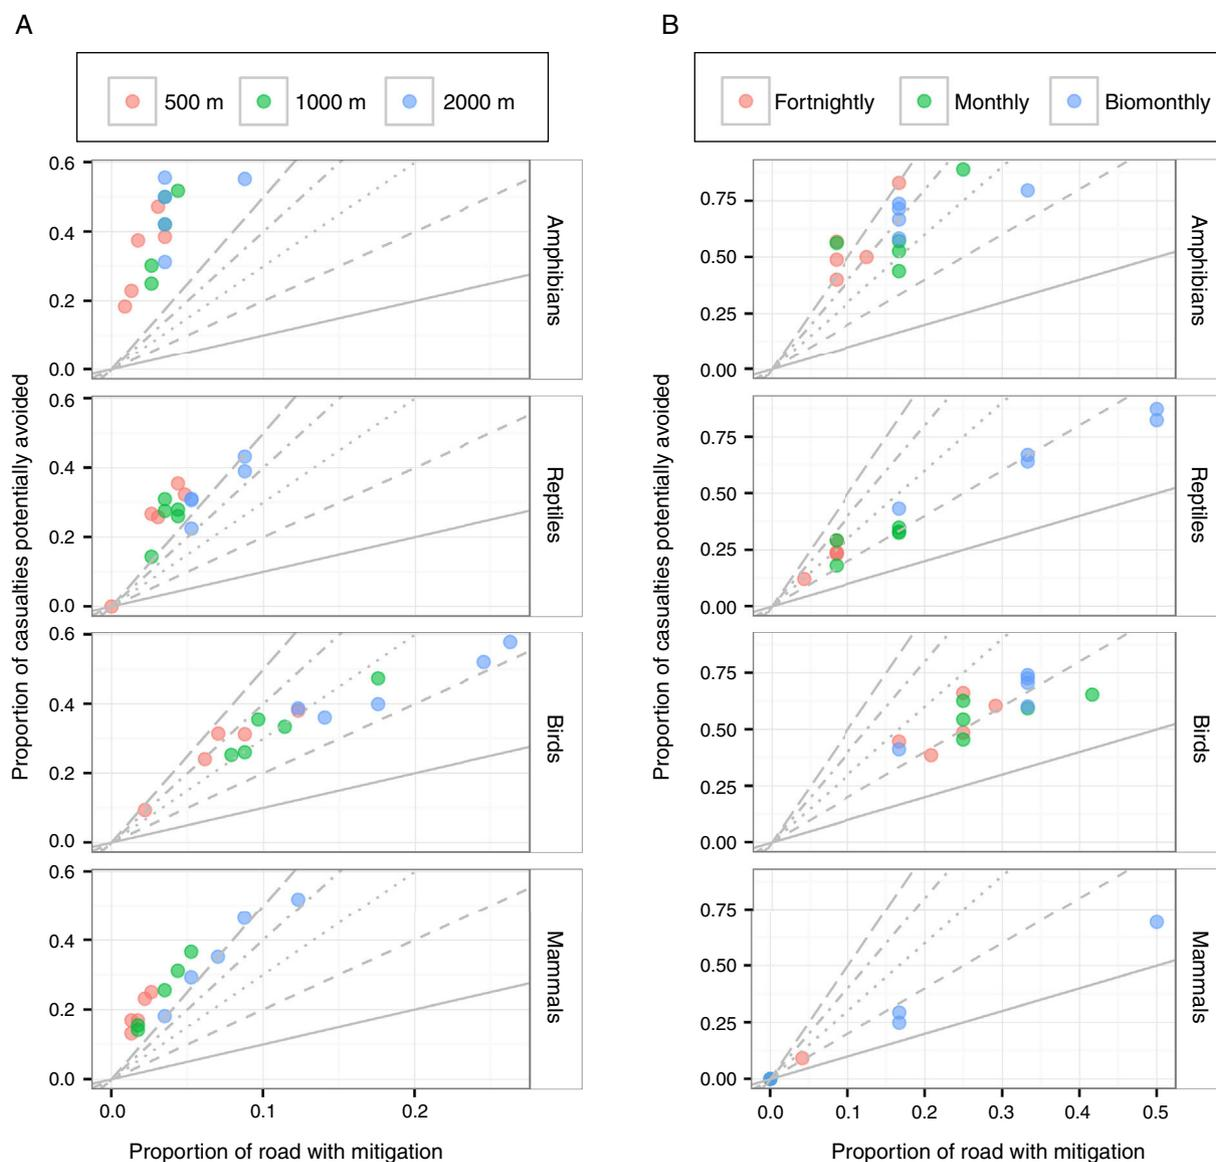 A
500 m 1000 m 2000 m
0.6
0.4
0.2
0.0
Amphibians
0.6
0.4
0.2
0.0
Reptiles
0.6
0.4
0.2
0.0
Birds
0.6
0.4
0.2
0.0
Mammals
0.0 0.1 0.2
Proportion of casualties potentially avoided
Proportion of road with mitigation
B
Fortnightly Monthly Biomonthly
0.75
0.50
0.25
0.00
Amphibians
0.75
0.50
0.25
0.00
Reptiles
0.75
0.50
0.25
0.00
Birds
0.75
0.50
0.25
0.00
Mammals
0.0 0.1 0.2 0.3 0.4 0.5
Proportion of casualties potentially avoided
Proportion of road with mitigation